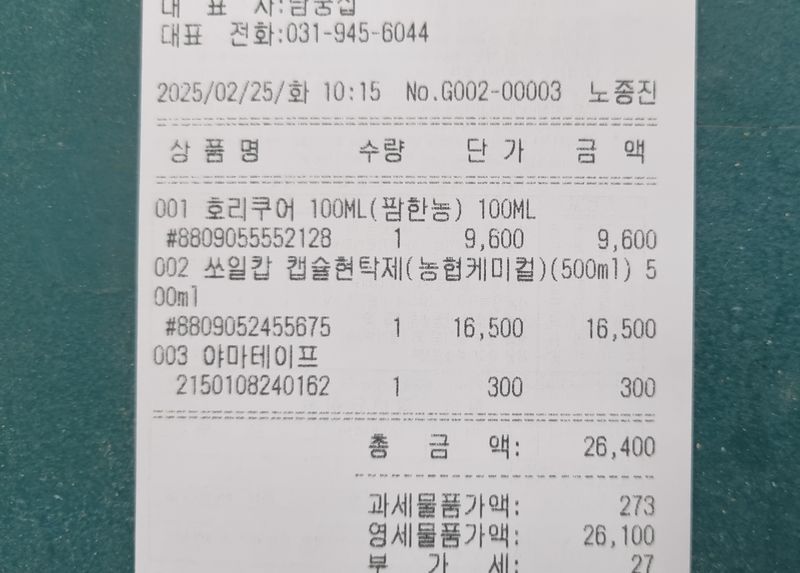 대 표 자:남궁섭
대표 전화:031-945-6044
2025/02/25/화 10:15 No.G002-00003 노종진
상 품 명 수량 단 가 금 액
001 호리쿠어 100ML(팜한농) 100ML
#8809055552128 1 9,600 9,600
002 쏘일캅 캡슐현탁제(농협케미컬)(500ml) 5
00ml
#8809052455675 1 16,500 16,500
003 야마테이프
2150108240162 1 300 300
총 금 액: 26,400
과세물품가액: 273
영세물품가액: 26,100
부 가 세: 27